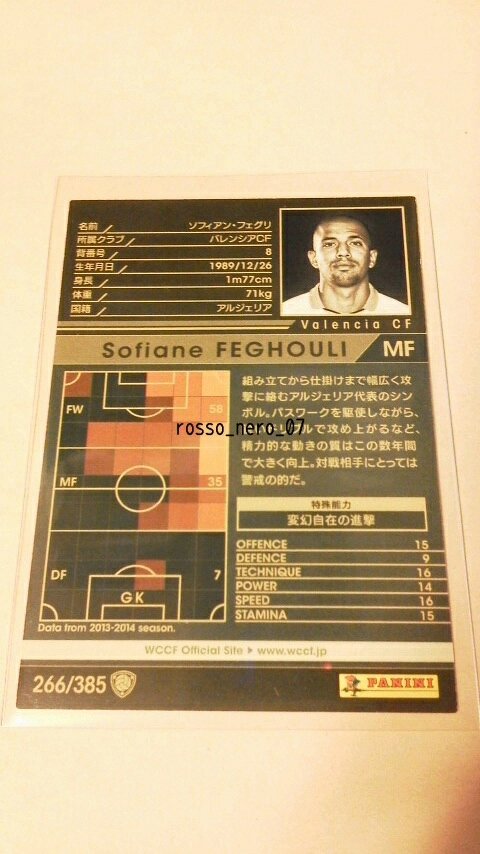 名前 ソフィアン・フェグリ
所属クラブ バレンシアCF
背番号 8
生年月日 1989/12/26
身長 1m77cm
体重 71kg
国籍 アルジェリア
Valencia CF
Sofiane FEGHOULI MF
FW 58
MF 35
DF 7
GK
Data from 2013-2014 season.
組み立てから仕掛けまで幅広く攻
撃に絡むアルジェリア代表のシン
ボル。パスワークを駆使しながら、
リブルで攻め上がるなど、
精力的な動きの質はこの数年間
で大きく向上。対戦相手にとっては
警戒の的だ。
rosso_nero_07
特殊能力
変幻自在の進撃
OFFENCE 15
DEFENCE 9
TECHNIQUE 16
POWER 14
SPEED 16
STAMINA 15
WCCF Official Site ▶ www.wccf.jp
266/385
PANINI